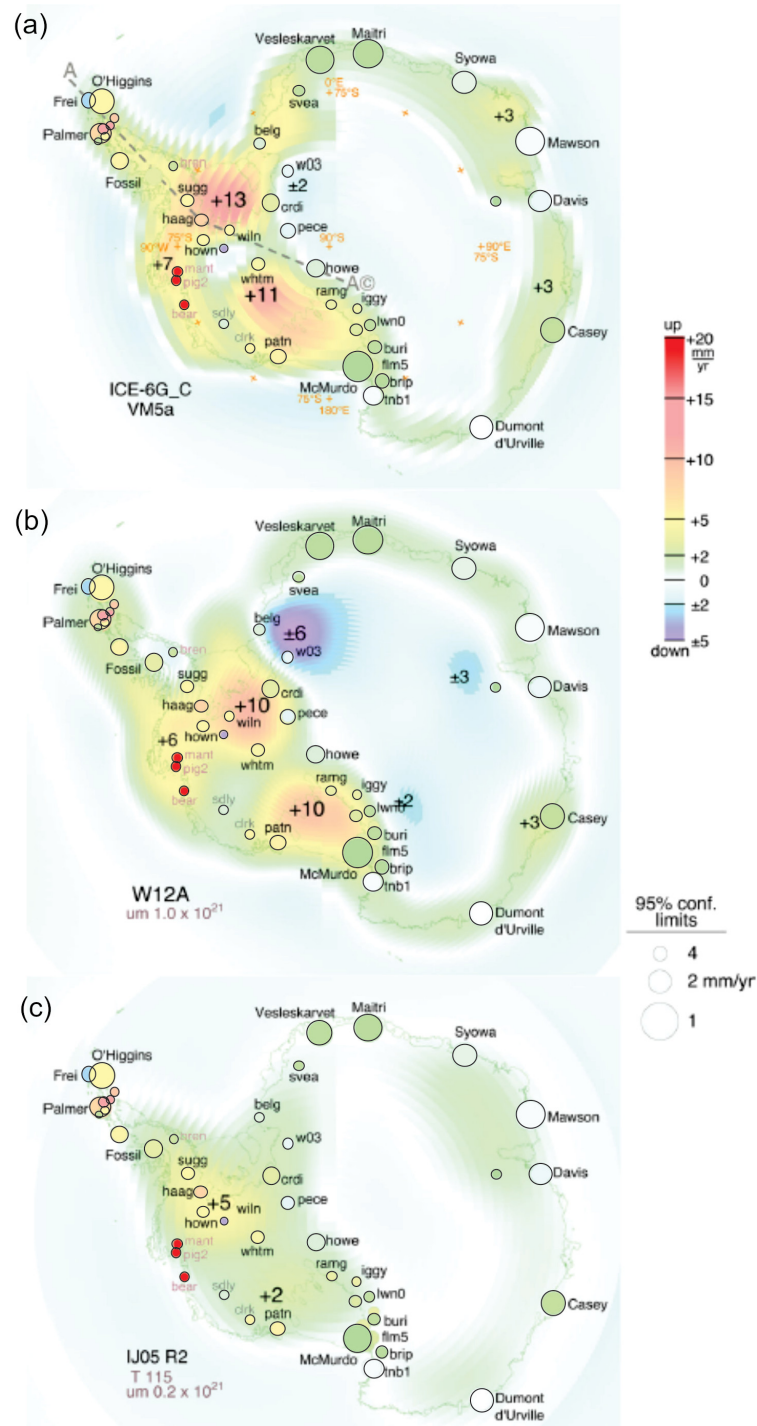 (a)
A
O'Higgins
Frei
Palmer
Fossil
Vesleskarvet
Maitri
Syowa
0°E
+75°S
svea
+3
belg
Mawson
bren
w03
±2
sugg
+13
crdi
Davis
haag
wiln
pece
75°S
90°W +
hown
90°S
+
+90°E
75°S
+7
mant
pig2
whtm
howe
A©
+11
ramg
iggy
+3
bear
sdly
lwn0
Casey
clrk
patn
buri
flm5
McMurdo
brip
75°S +
180°E
tnb1
ICE-6G_C
VM5a
Dumont
d'Urville
up
+20
mm
yr
+15
+10
+5
+2
0
±2
±5
down
(b)
Vesleskarvet
Maitri
O'Higgins
Syowa
Frei
svea
Palmer
belg
±6
Mawson
bren
w03
Fossil
±3
sugg
crdi
Davis
haag
+10
wiln
pece
hown
+6
mant
pig2
whtm
howe
ramg
iggy
bear
sdly
+10
lwn0
+2
clrk
patn
+3
Casey
buri
flm5
McMurdo
brip
tnb1
W12A
um 1.0 x 10²¹
Dumont
d'Urville
95% conf.
limits
4
2 mm/yr
1
(c)
Vesleskarvet
Maitri
O'Higgins
Syowa
Frei
svea
Palmer
belg
Mawson
bren
w03
Fossil
sugg
crdi
Davis
haag
+5
wiln
pece
hown
mant
pig2
whtm
howe
ramg
iggy
bear
sdly
+2
lwn0
Casey
clrk
patn
buri
flm5
McMurdo
brip
tnb1
IJ05 R2
T 115
um 0.2 x 10²¹
Dumont
d'Urville